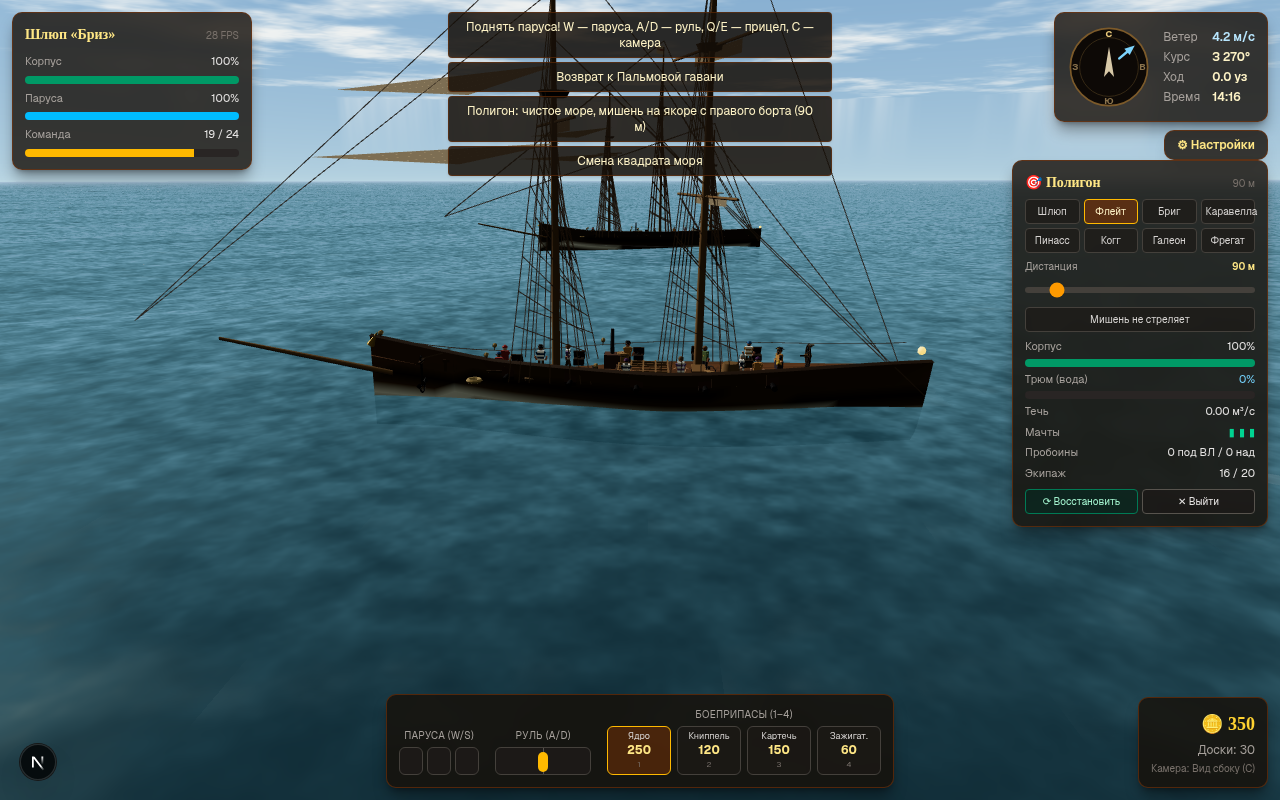 Шлюп «Бриз» 28 FPS
Корпус 100%
Паруса 100%
Команда 19 / 24
Поднять паруса! W — паруса, A/D — руль, Q/E — прицел, C —
камера
Возврат к Пальмовой гавани
Полигон: чистое море, мишень на якоре с правого борта (90
м)
Смена квадрата моря
С
З В
Ю
Ветер 4.2 м/с
Курс З 270°
Ход 0.0 уз
Время 14:16
⚙ Настройки
🎯 Полигон 90 м
Шлюп Флейт Бриг Каравелла
Пинасс Когг Галеон Фрегат
Дистанция 90 м
Мишень не стреляет
Корпус 100%
Трюм (вода) 0%
Течь 0.00 м³/с
Мачты
Пробоины 0 под ВЛ / 0 над
Экипаж 16 / 20
⟳ Восстановить ✕ Выйти
ПАРУСА (W/S) РУЛЬ (A/D) БОЕПРИПАСЫ (1–4)
Ядро Книппель Картечь Зажигат.
250 120 150 60
1 2 3 4
N
🪙 350
Доски: 30
Камера: Вид сбоку (C)